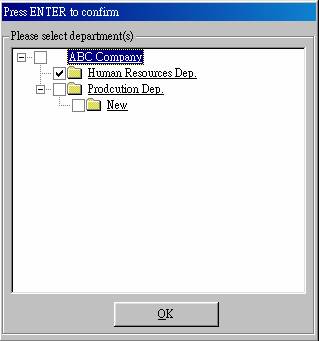 Press ENTER to confirm
Please select department(s)
ABC Company
Human Resources Dep.
Prodcution Dep.
New
OK